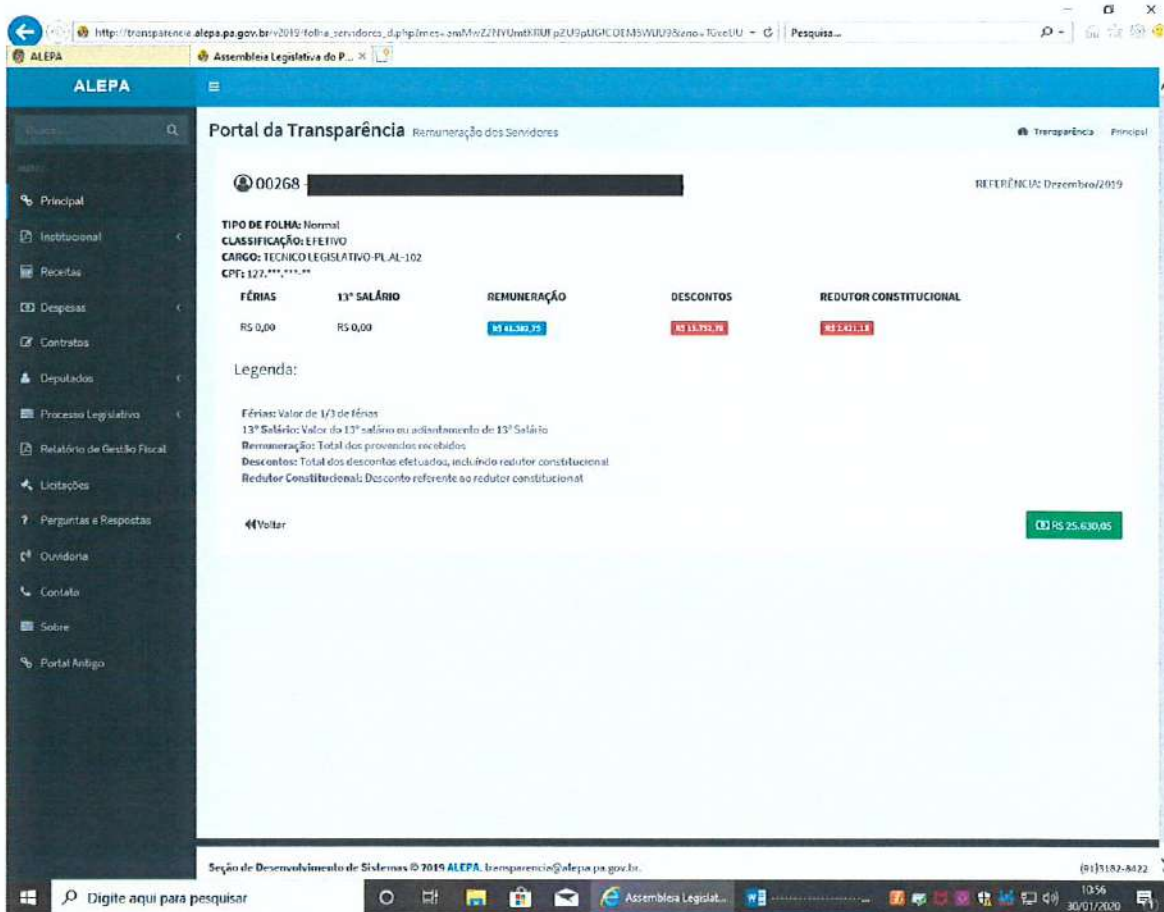 Pesquisa...
ALEPA
Assembleia Legislativa do P...
ALEPA
Portal da Transparência Remuneração dos Servidores
Transparência Principal
00268 -
REFERÊNCIA: Dezembro/2019
TIPO DE FOLHA: Normal
CLASSIFICAÇÃO: EFETIVO
CARGO: TECNICO LEGISLATIVO-PL.AL-102
CPF: 127.***.***-**
FÉRIAS 13° SALÁRIO REMUNERAÇÃO DESCONTOS REDUTOR CONSTITUCIONAL
R$ 0,00 R$ 0,00
Legenda:
Férias: Valor de 1/3 de férias
13° Salário: Valor do 13° salário ou adiantamento de 13° Salário
Remuneração: Total dos proventos recebidos
Descontos: Total dos descontos efetuados, incluíndo redutor constitucional
Redutor Constitucional: Desconto referente ao redutor constitucional
Voltar
R$ 25.630,05
Principal
Institucional
Receitas
Despesas
Contratos
Deputados
Processo Legislativo
Relatório de Gestão Fiscal
Licitações
Perguntas e Respostas
Ouvidoria
Contato
Sobre
Portal Antigo
Seção de Desenvolvimento de Sistemas © 2019 ALEPA. transparencia@alepa.pa.gov.br.
(91)3182-8422
Digite aqui para pesquisar
Assembleia Legislat...
10:56
30/01/2020